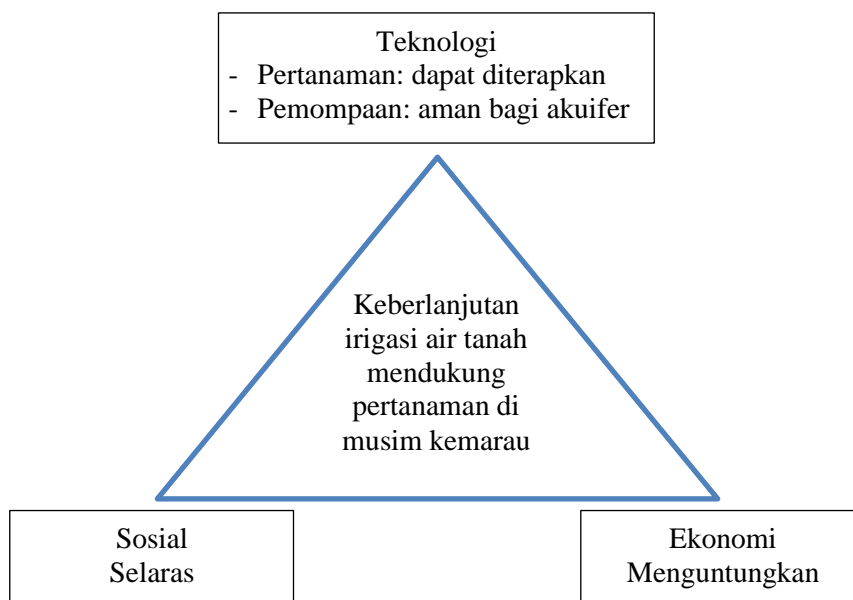 Teknologi
- Pertanaman: dapat diterapkan
- Pemompaan: aman bagi akuifer
Keberlanjutan
irigasi air tanah
mendukung
pertanaman di
musim kemarau
Sosial
Selaras
Ekonomi
Menguntungkan